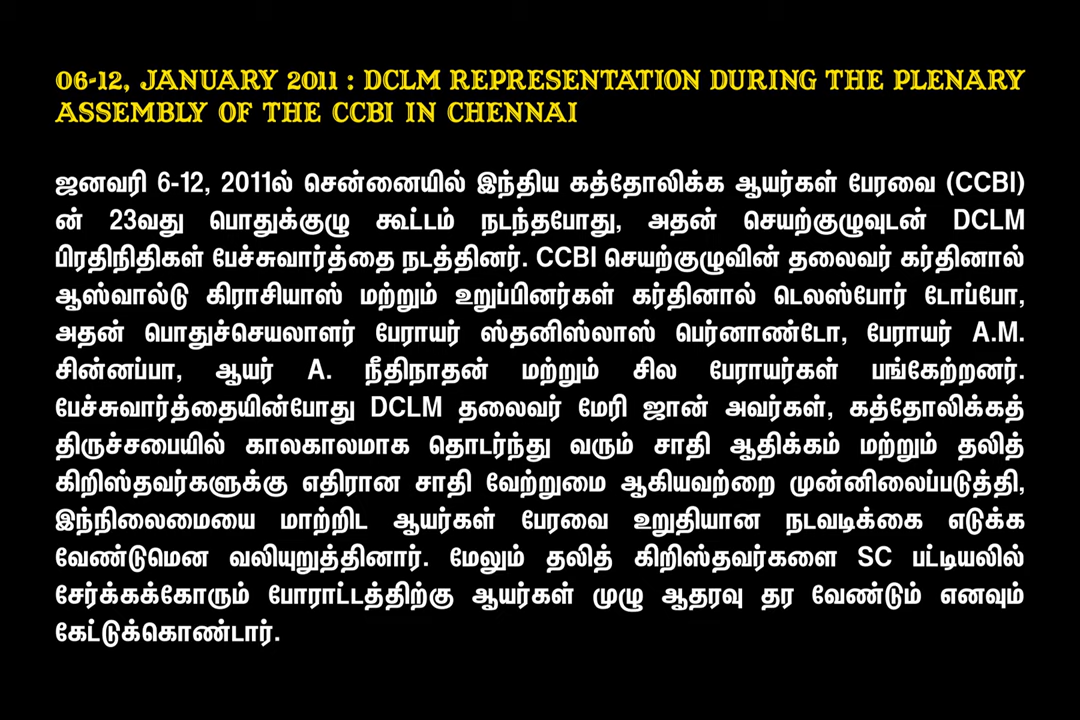 06-12, JANUARY 2011 : DCLM REPRESENTATION DURING THE PLENARY
ASSEMBLY OF THE CCBI IN CHENNAI
ஜனவரி 6-12, 2011ல் சென்னையில் இந்திய கத்தோலிக்க ஆயர்கள் பேரவை (CCBI)
ன் 23வது பொதுக்குழு கூட்டம் நடந்தபோது, அதன் செயற்குழுவுடன் DCLM
பிரதிநிதிகள் பேச்சுவார்த்தை நடத்தினர். CCBI செயற்குழுவின் தலைவர் கர்தினால்
ஆஸ்வால்டு கிராசியாஸ் மற்றும் உறுப்பினர்கள் கர்தினால் டெலஸ்போர் டோப்போ,
அதன் பொதுச்செயலாளர் பேராயர் ஸ்தனிஸ்லாஸ் பெர்னாண்டோ, பேராயர் A.M.
சின்னப்பா, ஆயர் A. நீதிநாதன் மற்றும் சில பேராயர்கள் பங்கேற்றனர்.
பேச்சுவார்த்தையின்போது DCLM தலைவர் மேரி ஜான் அவர்கள், கத்தோலிக்கத்
திருச்சபையில் காலகாலமாக தொடர்ந்து வரும் சாதி ஆதிக்கம் மற்றும் தலித்
கிறிஸ்தவர்களுக்கு எதிரான சாதி வேற்றுமை ஆகியவற்றை முன்னிலைப்படுத்தி,
இந்நிலைமையை மாற்றிட ஆயர்கள் பேரவை உறுதியான நடவடிக்கை எடுக்க
வேண்டுமென வலியுறுத்தினார். மேலும் தலித் கிறிஸ்தவர்களை SC பட்டியலில்
சேர்க்கக்கோரும் போராட்டத்திற்கு ஆயர்கள் முழு ஆதரவு தர வேண்டும் எனவும்
கேட்டுக்கொண்டார்.